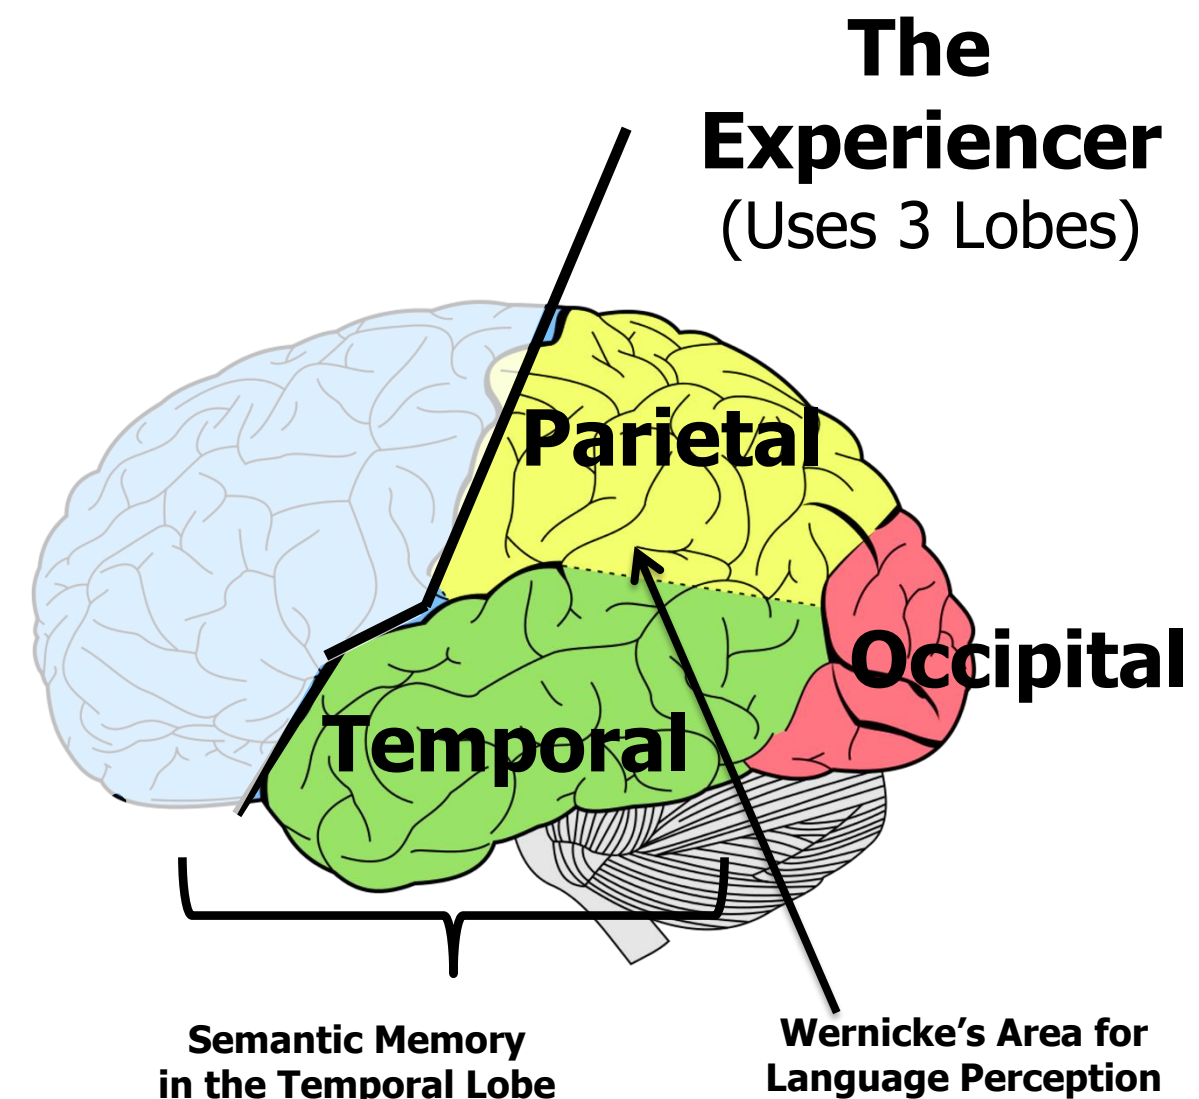 The
Experiencer
(Uses 3 Lobes)
Parietal
Occipital
Temporal
Semantic Memory
in the Temporal Lobe
Wernicke’s Area for
Language Perception